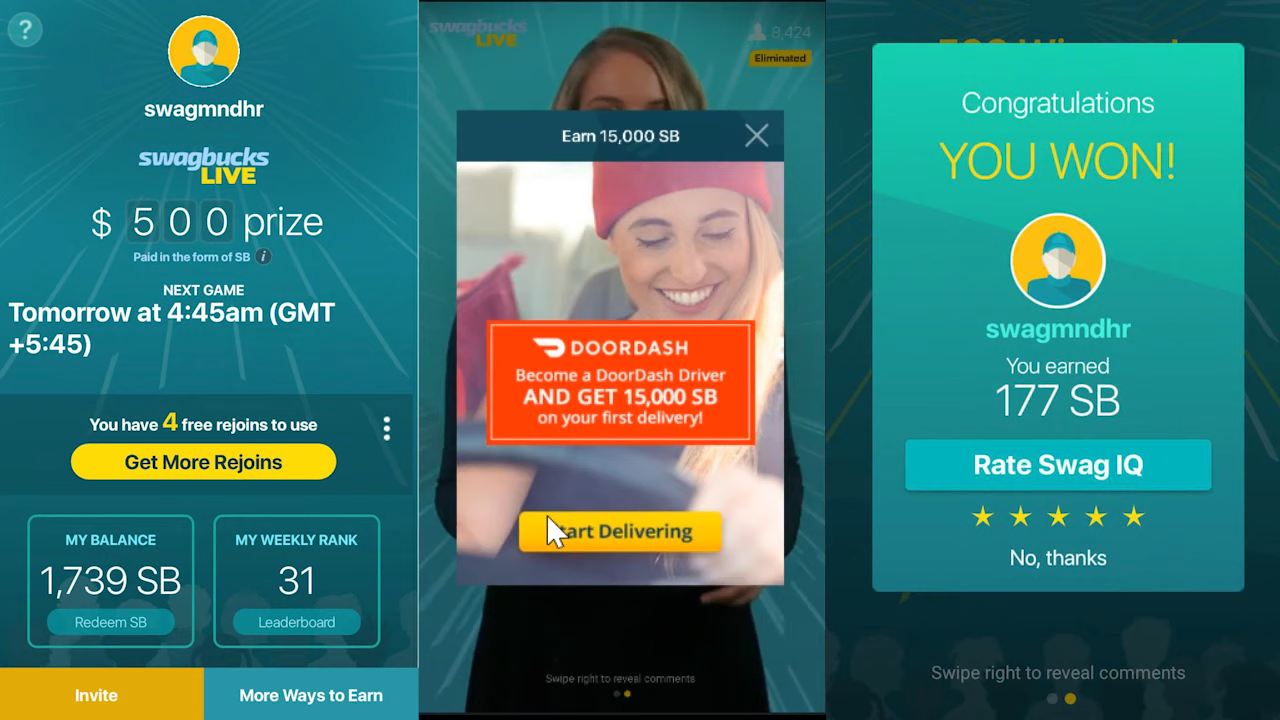 ?
swagmndhr
swagbucks
LIVE
$ 500 prize
Paid in the form of SB i
NEXT GAME
Tomorrow at 4:45am (GMT
+5:45)
You have 4 free rejoins to use
Get More Rejoins
MY BALANCE
1,739 SB
Redeem SB
MY WEEKLY RANK
31
Leaderboard
Invite
More Ways to Earn
swagbucks
LIVE
8,424
Eliminated
Earn 15,000 SB
DOORDASH
Become a DoorDash Driver
AND GET 15,000 SB
on your first delivery!
art Delivering
Swipe right to reveal comments
Congratulations
YOU WON!
swagmndhr
You earned
177 SB
Rate Swag IQ
No, thanks
Swipe right to reveal comments